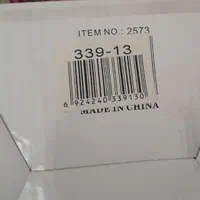 ITEM NO.: 2573
339-13
6 924240 339130
MADE IN CHINA